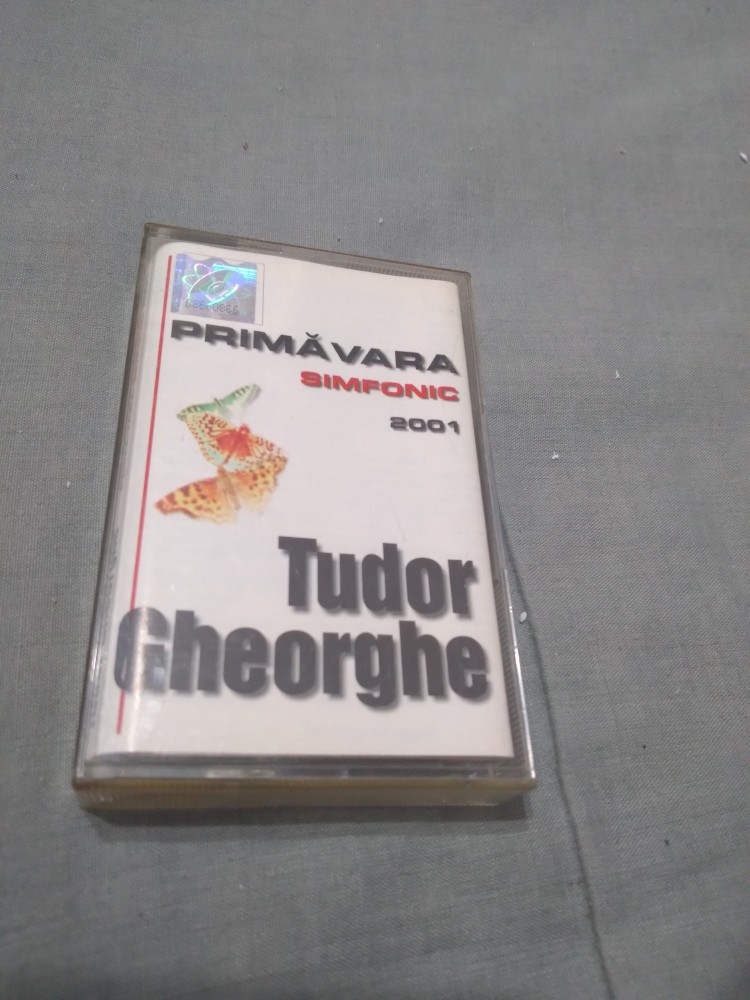 PRIMĂVARA
SIMFONIC
2001
Tudor
Gheorghe